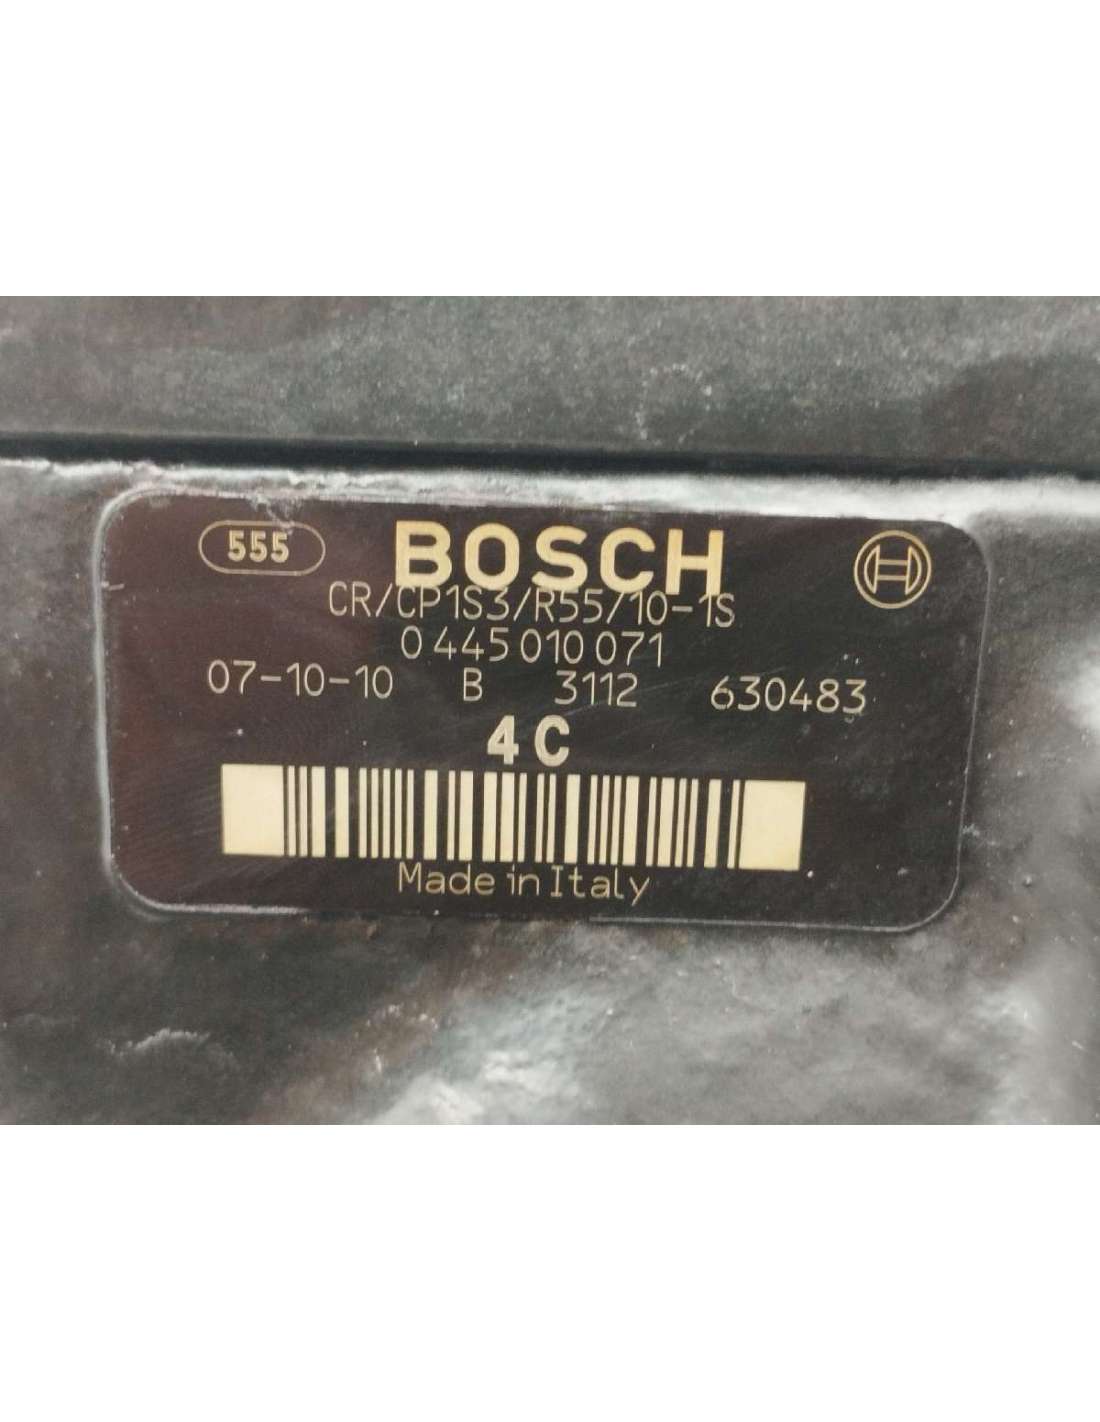 555 BOSCH
CR/CP1S3/R55/10-1S
0 445 010 071
07-10-10 B 3112 630483
4C
Made in Italy